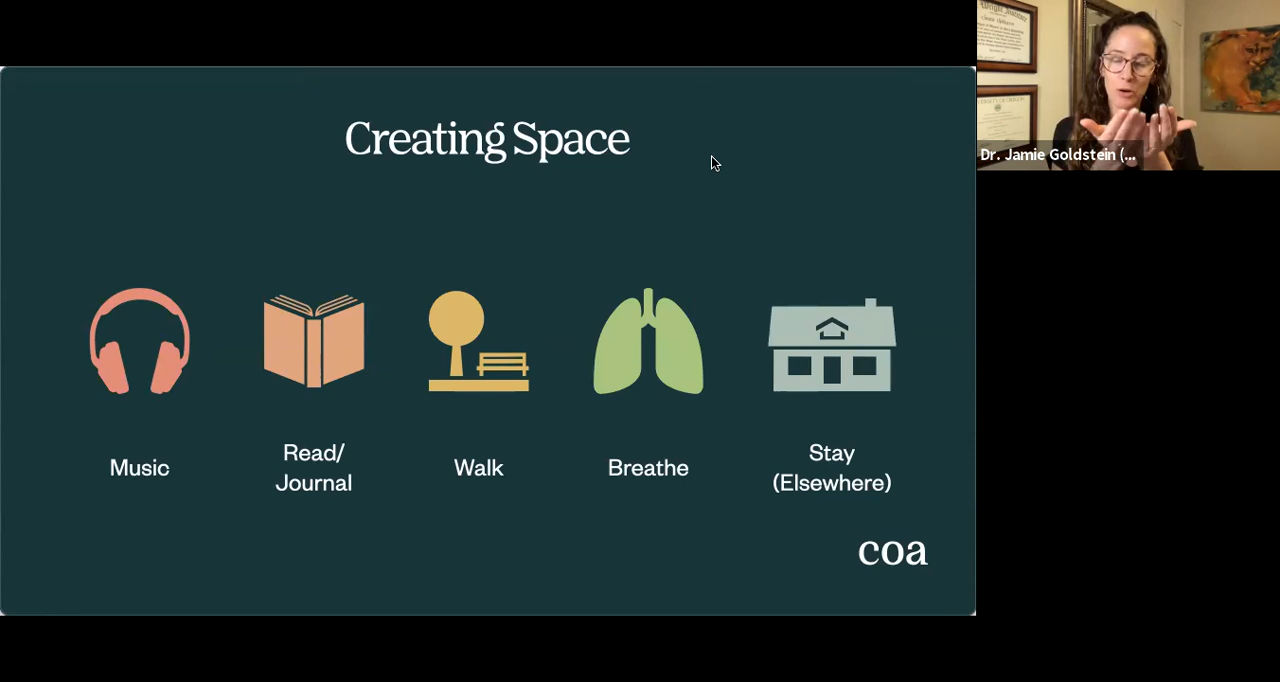 Creating Space
Music
Read/
Journal
Walk
Breathe
Stay
(Elsewhere)
coa
Dr. Jamie Goldstein (...